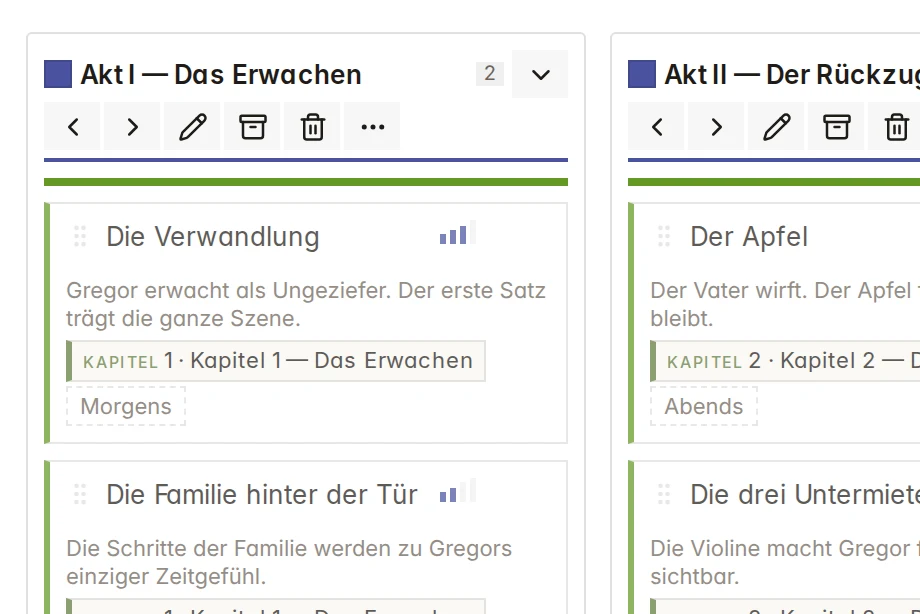 Akt I — Das Erwachen
2
Die Verwandlung
Gregor erwacht als Ungeziefer. Der erste Satz
trägt die ganze Szene.
KAPITEL 1 · Kapitel 1 — Das Erwachen
Morgens
Die Familie hinter der Tür
Die Schritte der Familie werden zu Gregors
einziger Zeitgefühl.
Akt II — Der Rückzug
Der Apfel
Der Vater wirft. Der Apfel
bleibt.
KAPITEL 2 · Kapitel 2 —
Abends
Die drei
Die Violine macht Gregor
sichtbar.